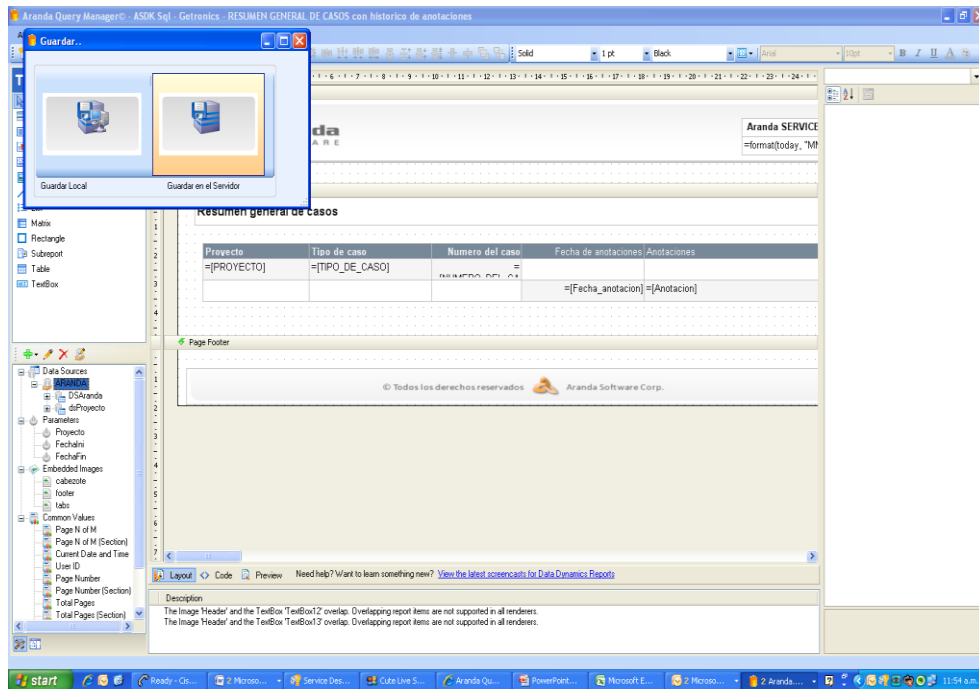 Aranda Query Manager© - ASDK Sql - Getronics - RESUMEN GENERAL DE CASOS con historico de anotaciones
Guardar..
Guardar Local
Guardar en el Servidor
Solid
1 pt
Black
Arial
10pt
B I U A
Matrix
Rectangle
Subreport
Table
TextBox
Aranda SERVICE
=format(today, "MM
Resumen general de casos
Proyecto
Tipo de caso
Numero del caso
Fecha de anotaciones
Anotaciones
=[PROYECTO]
=[TIPO_DE_CASO]
=
=[Fecha_anotacion]
=[Anotacion]
Page Footer
© Todos los derechos reservados
Aranda Software Corp.
Data Sources
ARANDA
DSAranda
dsProyecto
Parameters
Proyecto
FechaIni
FechaFin
Embedded Images
cabezote
footer
tabs
Common Values
Page N of M
Page N of M (Section)
Current Date and Time
User ID
Page Number
Page Number (Section)
Total Pages
Total Pages (Section)
Layout
Code
Preview
Need help? Want to learn something new?
View the latest screencasts for Data Dynamics Reports
Description
The Image 'Header' and the TextBox 'TextBox12' overlap. Overlapping report items are not supported in all renderers.
The Image 'Header' and the TextBox 'TextBox13' overlap. Overlapping report items are not supported in all renderers.
start
Ready - Cis...
2 Microso...
Service Des...
Cute Live S...
Aranda Qu...
PowerPoint...
Microsoft E...
2 Microso...
2 Aranda....
11:54 a.m.